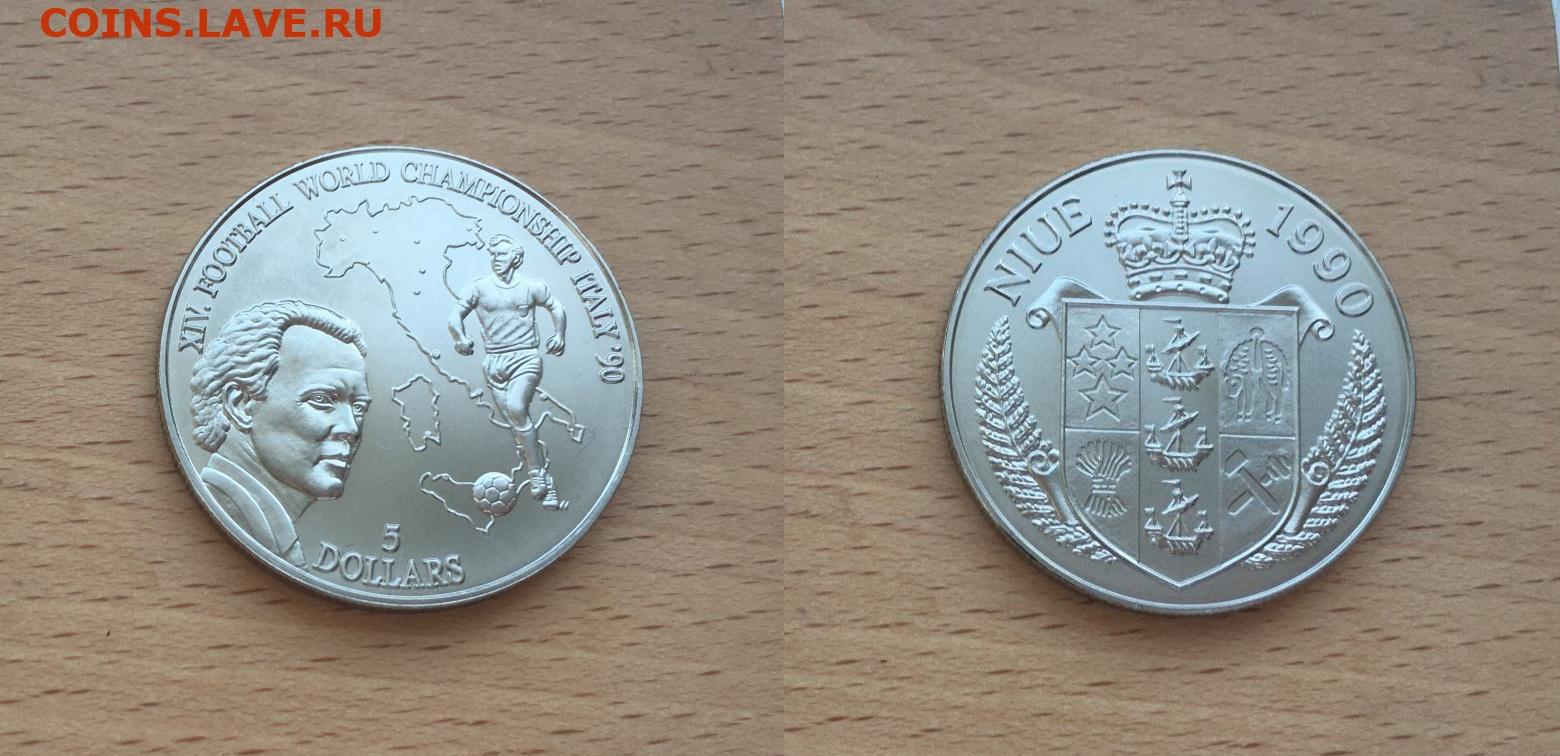 COINS.LAVE.RU
XIV. FOOTBALL WORLD CHAMPIONSHIP ITALY'90
5
DOLLARS
NIUE 1990